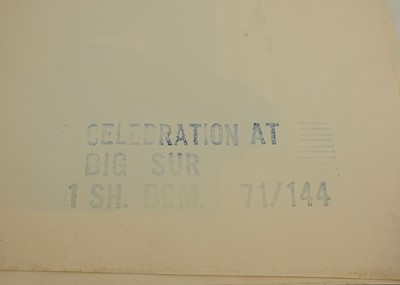 CELEBRATION AT
BIG SUR
1 SH. DOM. 71/144